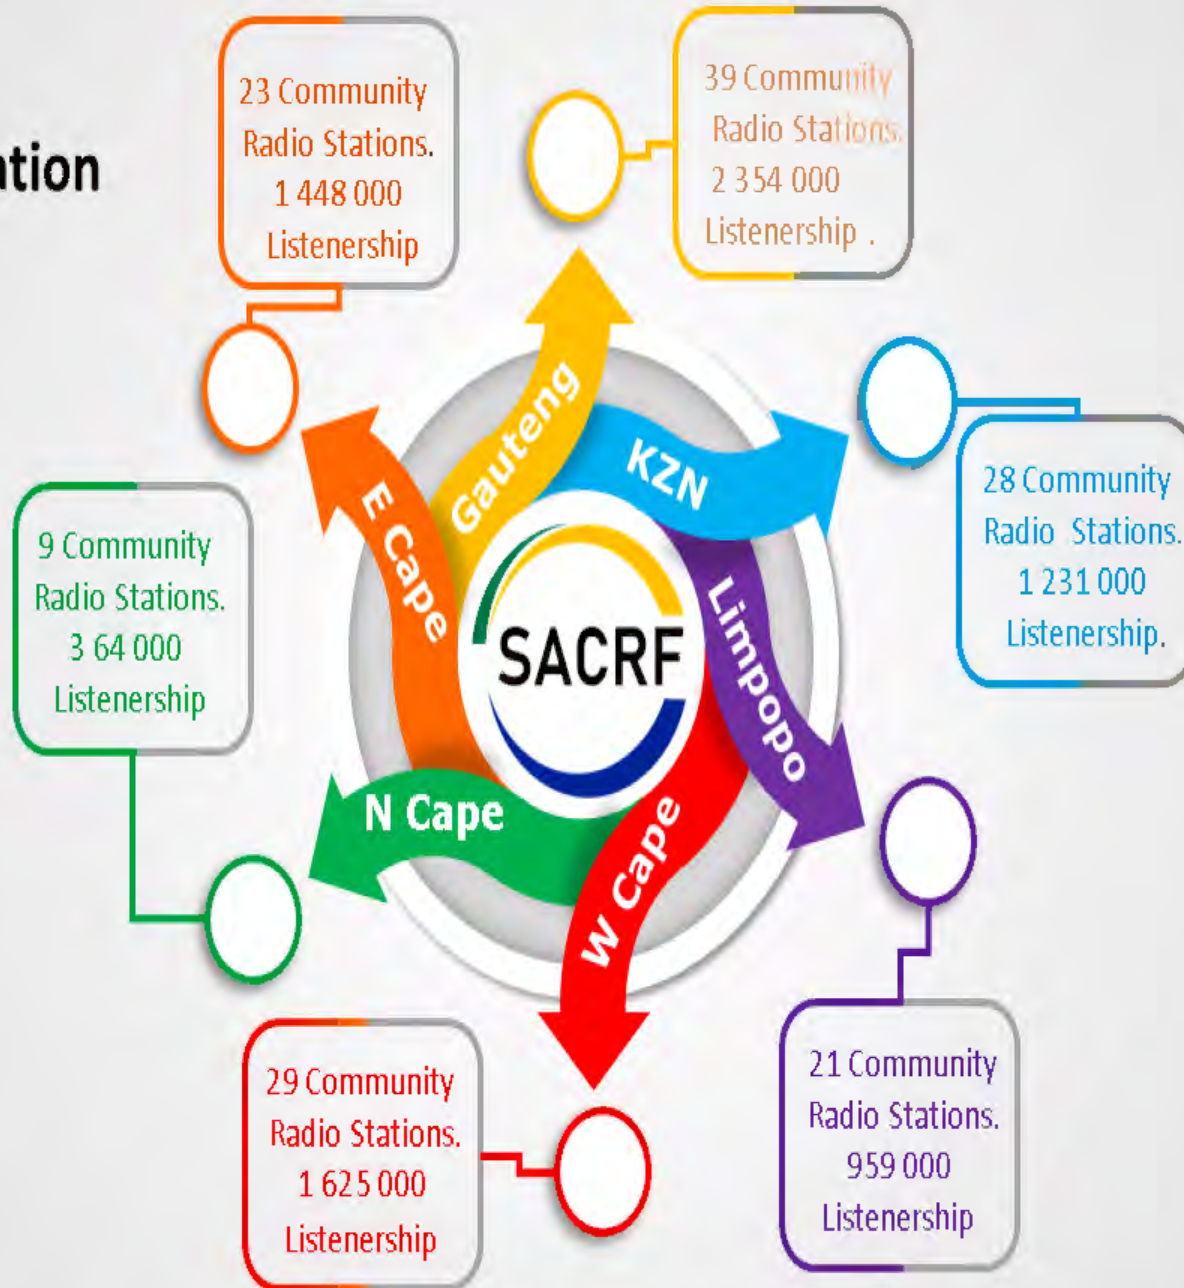 23 Community
Radio Stations.
1 448 000
Listenership
39 Community
Radio Stations.
2 354 000
Listenership .
Gauteng
KZN
E Cape
28 Community
Radio Stations.
1 231 000
Listenership.
9 Community
Radio Stations.
3 64 000
Listenership
SACRF
Limpopo
N Cape
W Cape
29 Community
Radio Stations.
1 625 000
Listenership
21 Community
Radio Stations.
959 000
Listenership